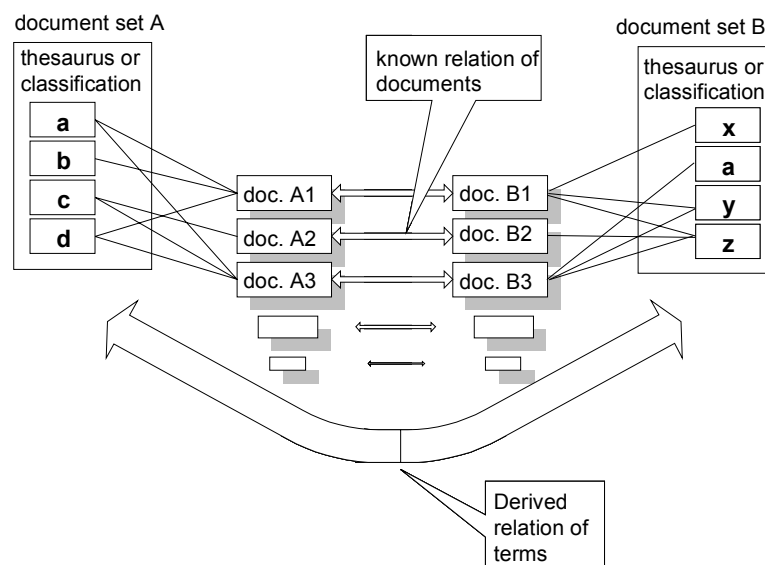 document set A
thesaurus or
classification
a
b
c
d
known relation of
documents
document set B
thesaurus or
classification
x
a
y
z
doc. A1
doc. B1
doc. A2
doc. B2
doc. A3
doc. B3
Derived
relation of
terms